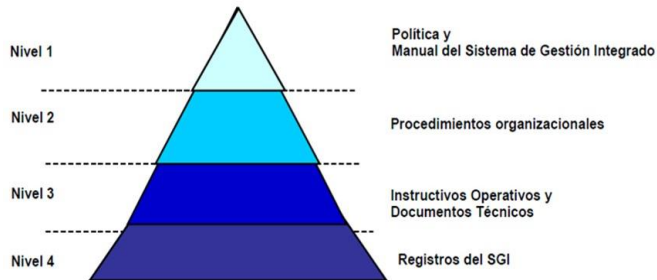 Nivel 1
Política y
Manual del Sistema de Gestión Integrado
Nivel 2
Procedimientos organizacionales
Nivel 3
Instructivos Operativos y
Documentos Técnicos
Nivel 4
Registros del SGI